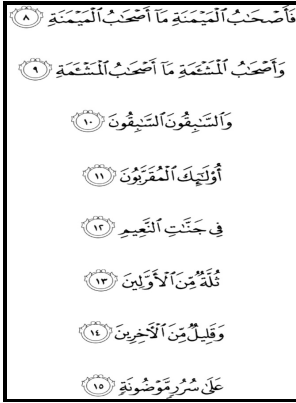 فَأَصْحَـٰبُ ٱلْمَيْمَنَةِ مَآ أَصْحَـٰبُ ٱلْمَيْمَنَةِ ٨
وَأَصْحَـٰبُ ٱلْمَشْـَٔمَةِ مَآ أَصْحَـٰبُ ٱلْمَشْـَٔمَةِ ٩
وَٱلسَّـٰبِقُونَ ٱلسَّـٰبِقُونَ ١٠
أُو۟لَـٰٓئِكَ ٱلْمُقَرَّبُونَ ١١
فِى جَنَّـٰتِ ٱلنَّعِيمِ ١٢
ثُلَّةٌ مِّنَ ٱلْأَوَّلِينَ ١٣
وَقَلِيلٌ مِّنَ ٱلْـَٔاخِرِينَ ١٤
عَلَىٰ سُرُرٍ مَّوْضُونَةٍ ١٥